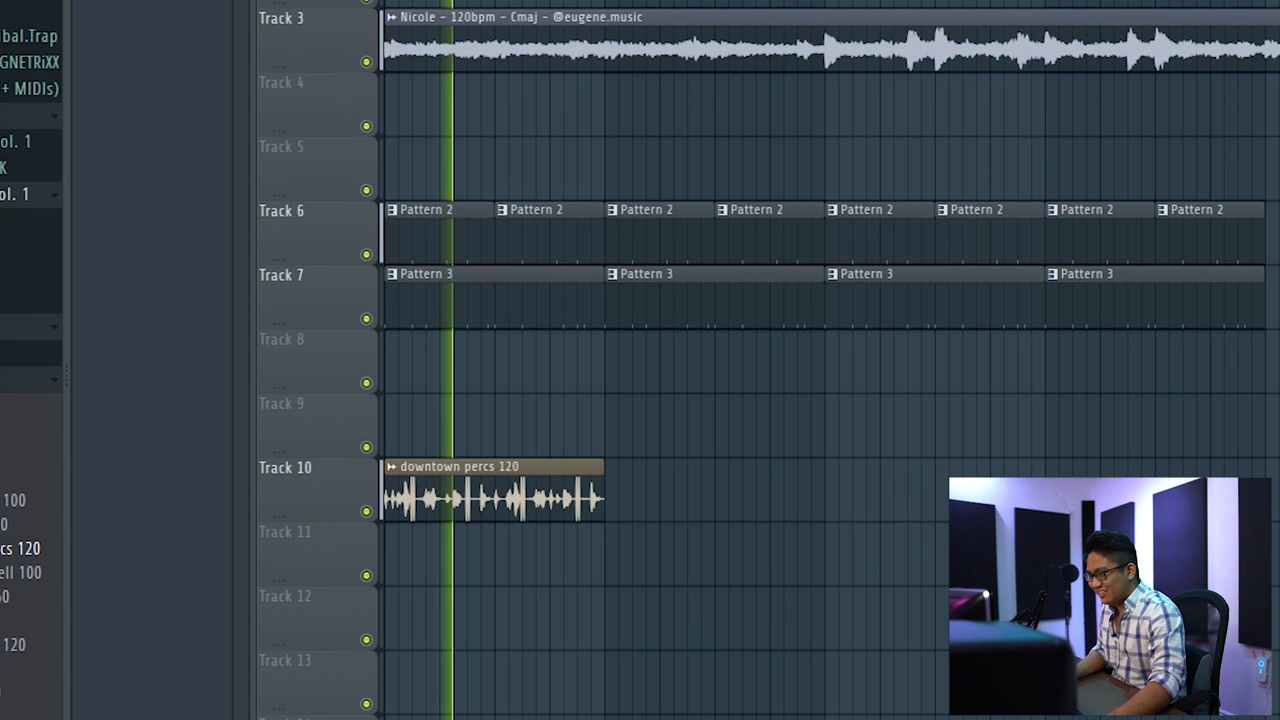 Track 3
Nicole - 120bpm - Cmaj - @eugene.music
ibal.Trap
GNETRiXX
+ MIDIs)
Track 4
Track 5
ol. 1
K
ol. 1
Track 6
Pattern 2 Pattern 2 Pattern 2 Pattern 2 Pattern 2 Pattern 2 Pattern 2 Pattern 2
Track 7
Pattern 3 Pattern 3 Pattern 3 Pattern 3
Track 8
Track 9
Track 10
downtown percs 120
100
0
cs 120
ell 100
120
Track 11
Track 12
Track 13